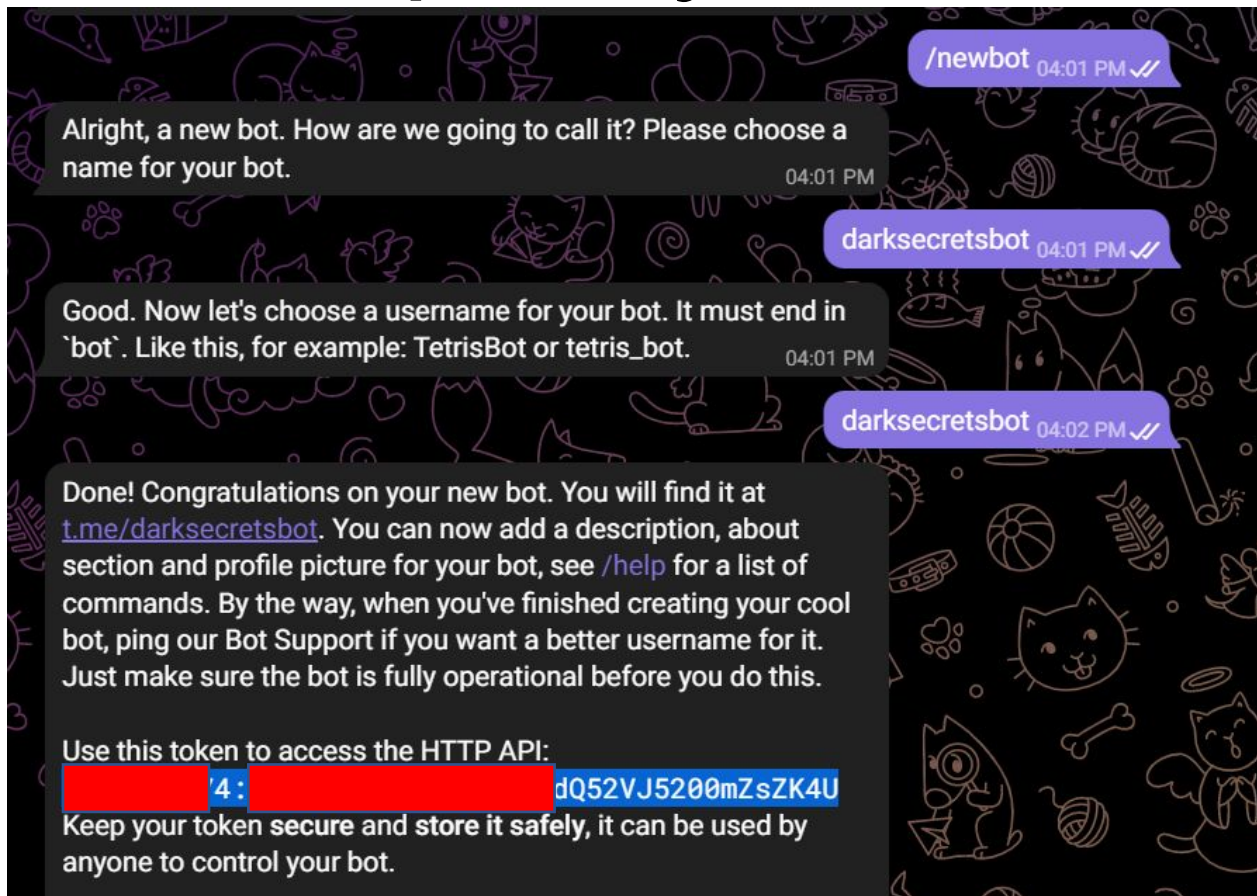 /newbot 04:01 PM
Alright, a new bot. How are we going to call it? Please choose a
name for your bot.
04:01 PM
darksecretsbot 04:01 PM
Good. Now let's choose a username for your bot. It must end in
`bot`. Like this, for example: TetrisBot or tetris_bot.
04:01 PM
darksecretsbot 04:02 PM
Done! Congratulations on your new bot. You will find it at
t.me/darksecretsbot. You can now add a description, about
section and profile picture for your bot, see /help for a list of
commands. By the way, when you've finished creating your cool
bot, ping our Bot Support if you want a better username for it.
Just make sure the bot is fully operational before you do this.
Use this token to access the HTTP API:
4: dQ52VJ5200mZsZK4U
Keep your token secure and store it safely, it can be used by
anyone to control your bot.